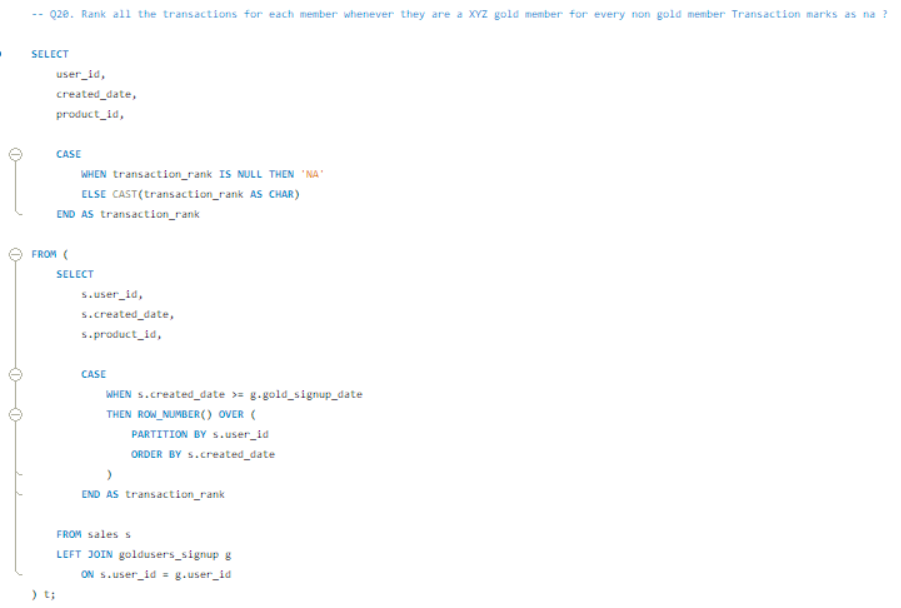 -- Q20. Rank all the transactions for each member whenever they are a XYZ gold member for every non gold member Transaction marks as na ?
SELECT
user_id,
created_date,
product_id,
CASE
WHEN transaction_rank IS NULL THEN 'NA'
ELSE CAST(transaction_rank AS CHAR)
END AS transaction_rank
FROM (
SELECT
s.user_id,
s.created_date,
s.product_id,
CASE
WHEN s.created_date >= g.gold_signup_date
THEN ROW_NUMBER() OVER (
PARTITION BY s.user_id
ORDER BY s.created_date
)
END AS transaction_rank
FROM sales s
LEFT JOIN goldusers_signup g
ON s.user_id = g.user_id
) t;